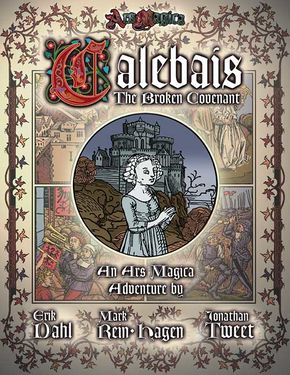 Ars Magica
Calebais
The Broken Covenant
An Ars Magica
Adventure by
Erik Mark Jonathan
Dahl Rein•Hagen Tweet